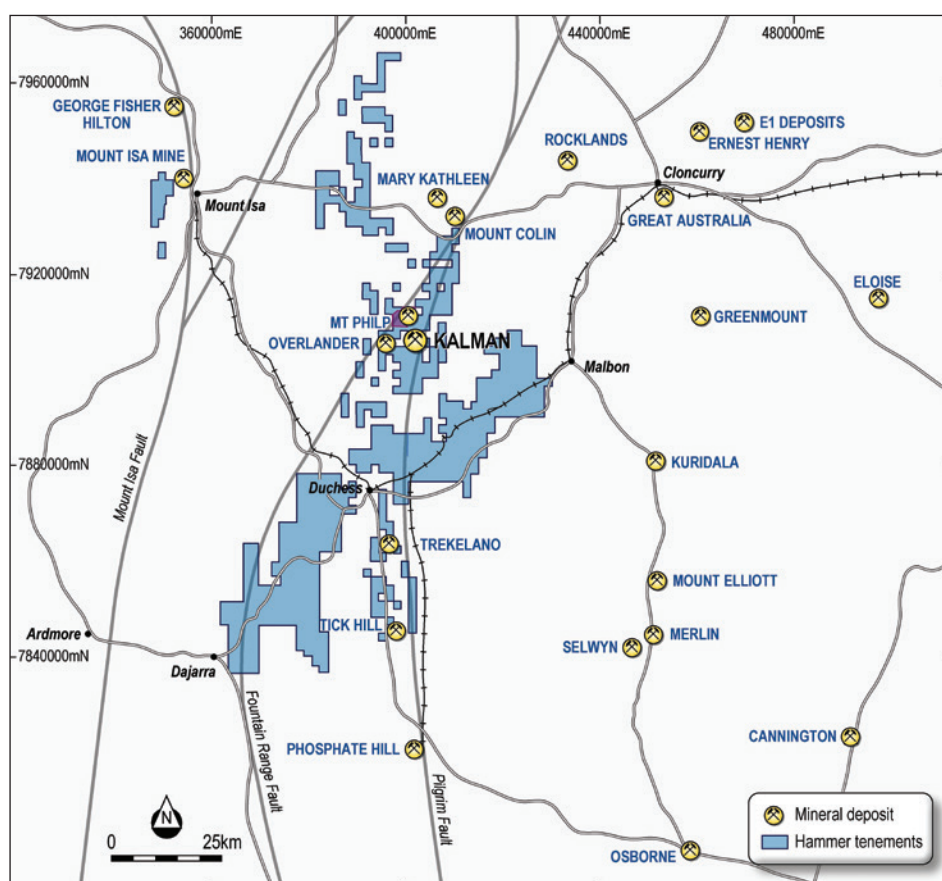 360000mE
400000mE
440000mE
480000mE
7960000mN
GEORGE FISHER
HILTON
E1 DEPOSITS
ERNEST HENRY
ROCKLANDS
MOUNT ISA MINE
MARY KATHLEEN
Cloncurry
Mount Isa
GREAT AUSTRALIA
MOUNT COLIN
7920000mN
ELOISE
MT PHILP
GREENMOUNT
OVERLANDER
KALMAN
Malbon
7880000mN
KURIDALA
Duchess
Mount Isa Fault
TREKELANO
MOUNT ELLIOTT
TICK HILL
Ardmore
MERLIN
SELWYN
7840000mN
Dajarra
Fountain Range Fault
PHOSPHATE HILL
CANNINGTON
Pilgrim Fault
N
0
25km
Mineral deposit
Hammer tenements
OSBORNE